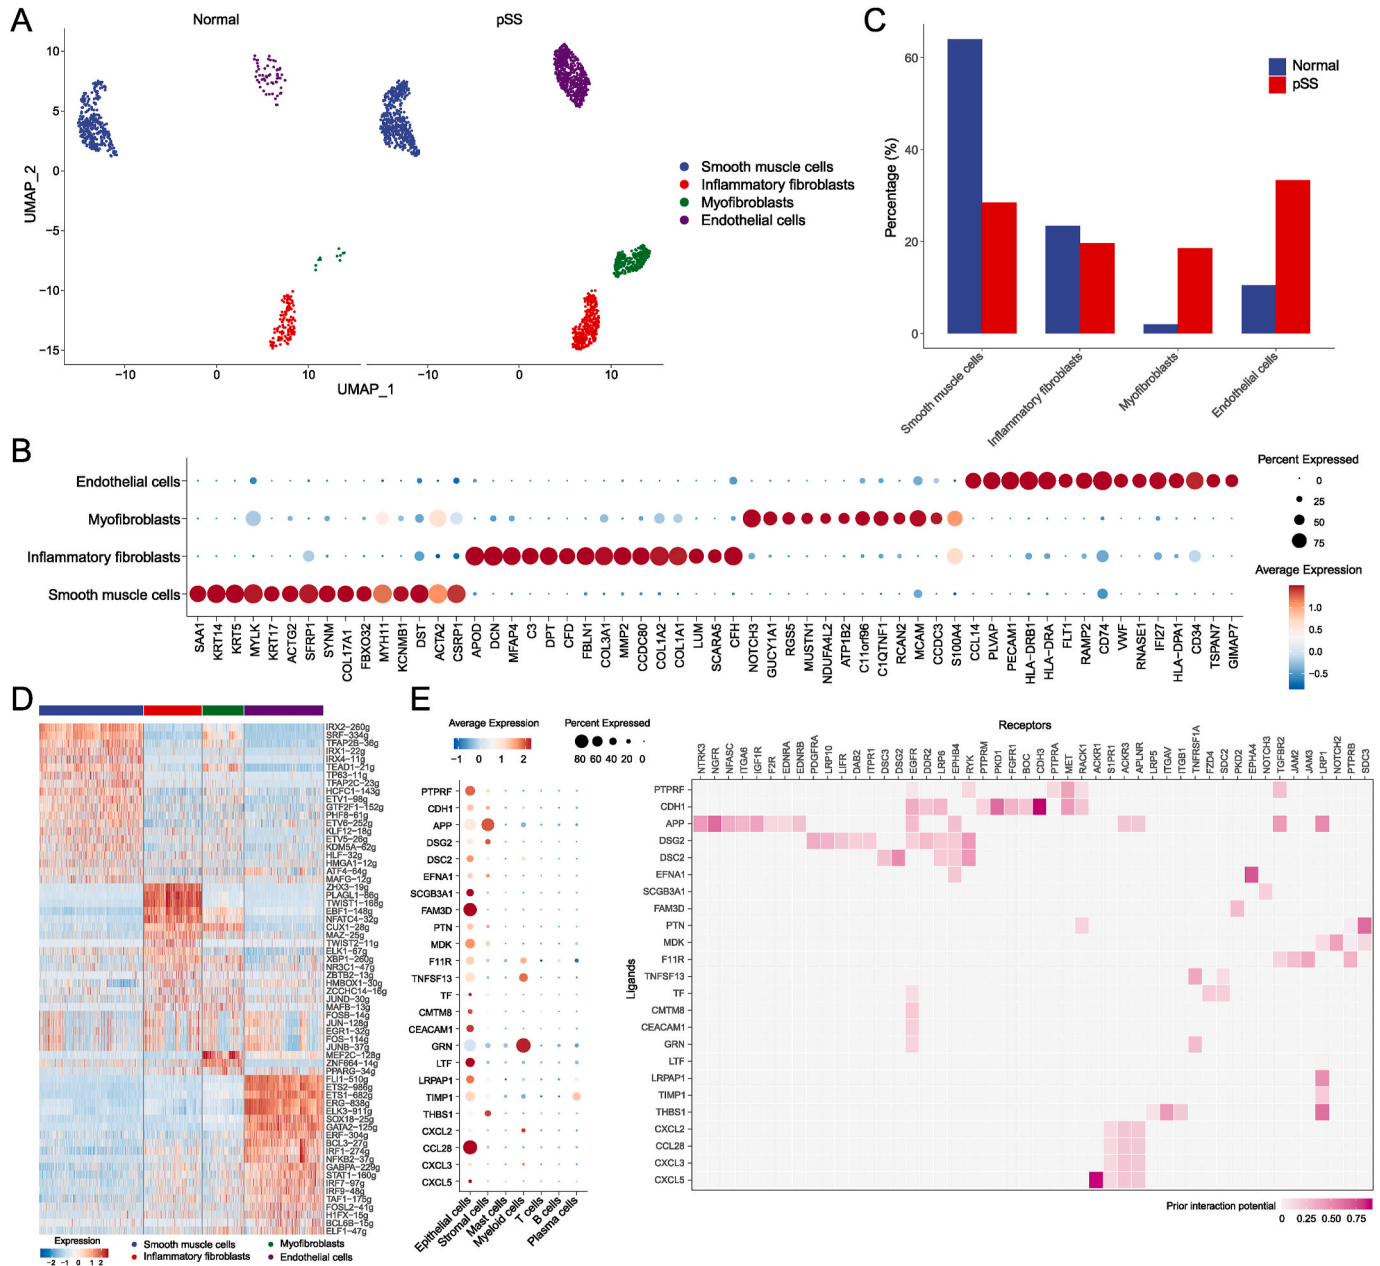 A
Normal
pSS
UMAP_2
10
5
0
−5
−10
−15
−10
0
10
−10
0
10
UMAP_1
Smooth muscle cells
Inflammatory fibroblasts
Myofibroblasts
Endothelial cells
C
Percentage (%)
60
40
20
0
Normal
pSS
Smooth muscle cells
Inflammatory fibroblasts
Myofibroblasts
Endothelial cells
B
Endothelial cells
Myofibroblasts
Inflammatory fibroblasts
Smooth muscle cells
SAA1
KRT14
KRT5
MYLK
KRT17
ACTG2
SFRP1
SYNM
COL17A1
FBXO32
MYH11
KCNMB1
DST
ACTA2
CSRP1
APOD
DCN
MFAP4
C3
DPT
CFD
FBLN1
COL3A1
MMP2
CCDC80
COL1A2
COL1A1
LUM
SCARA5
CFH
NOTCH3
GUCY1A1
RGS5
MUSTN1
NDUFA4L2
ATP1B2
C11orf96
C1QTNF1
RCAN2
MCAM
CCDC3
S100A4
CCL14
PLVAP
PECAM1
HLA−DRB1
HLA−DRA
FLT1
RAMP2
CD74
VWF
RNASE1
IFI27
HLA−DPA1
CD34
TSPAN7
GIMAP7
Percent Expressed
0
25
50
75
Average Expression
1.0
0.5
0.0
−0.5
D
IRX2−260g
SRF−334g
TFAP2B−36g
IRX1−22g
IRX4−11g
TEAD1−21g
TP63−11g
TFAP2C−23g
HCFC1−143g
ETV1−98g
GTF2F1−152g
PHF8−61g
ETV6−252g
KLF12−18g
ETV5−26g
KDM5A−62g
HLF−32g
HMGA1−12g
ATF4−64g
MAFG−12g
ZHX3−19g
PLAGL1−86g
TWIST1−168g
EBF1−148g
NFATC4−32g
CUX1−28g
MAZ−25g
TWIST2−11g
ELK1−67g
XBP1−260g
NR3C1−47g
ZBTB2−13g
HMBOX1−30g
ZCCHC14−16g
JUND−30g
MAFB−13g
FOSB−14g
JUN−128g
EGR1−32g
FOS−114g
JUNB−37g
MEF2C−128g
ZNF664−14g
PPARG−34g
FLI1−510g
ETS2−986g
ETS1−682g
ERG−838g
ELK3−911g
SOX18−25g
GATA2−125g
ERF−304g
BCL3−27g
IRF1−274g
NFKB2−37g
GABPA−229g
STAT1−160g
IRF7−97g
IRF9−48g
TAF1−175g
FOSL2−41g
H1FX−15g
BCL6B−15g
ELF1−47g
Expression
−2 −1 0 1 2
Smooth muscle cells
Inflammatory fibroblasts
Myofibroblasts
Endothelial cells
E
Average Expression
−1 0 1 2
Percent Expressed
80 60 40 20 0
PTPRF
CDH1
APP
DSG2
DSC2
EFNA1
SCGB3A1
FAM3D
PTN
MDK
F11R
TNFSF13
TF
CMTM8
CEACAM1
GRN
LTF
LRPAP1
TIMP1
THBS1
CXCL2
CCL28
CXCL3
CXCL5
Epithelial cells
Stromal cells
Mast cells
Myeloid cells
T cells
B cells
Plasma cells
Receptors
NTRK3
NGFR
NFASC
ITGA6
IGF1R
F2R
EDNRA
EDNRB
PDGFRA
LRP10
LIFR
DAB2
ITPR1
DSC3
DSG2
EGFR
DDR2
LRP6
EPHB4
RYK
PTPRM
PKD1
FGFR1
BOC
CDH3
PTPRA
MET
RACK1
ACKR1
S1PR1
ACKR3
APLNR
LRP5
ITGAV
ITGB1
TNFRSF1A
FZD4
SDC2
PKD2
EPHA4
NOTCH3
TGFBR2
JAM2
JAM3
LRP1
NOTCH2
PTPRB
SDC3
Ligands
PTPRF
CDH1
APP
DSG2
DSC2
EFNA1
SCGB3A1
FAM3D
PTN
MDK
F11R
TNFSF13
TF
CMTM8
CEACAM1
GRN
LTF
LRPAP1
TIMP1
THBS1
CXCL2
CCL28
CXCL3
CXCL5
Prior interaction potential
0 0.25 0.50 0.75